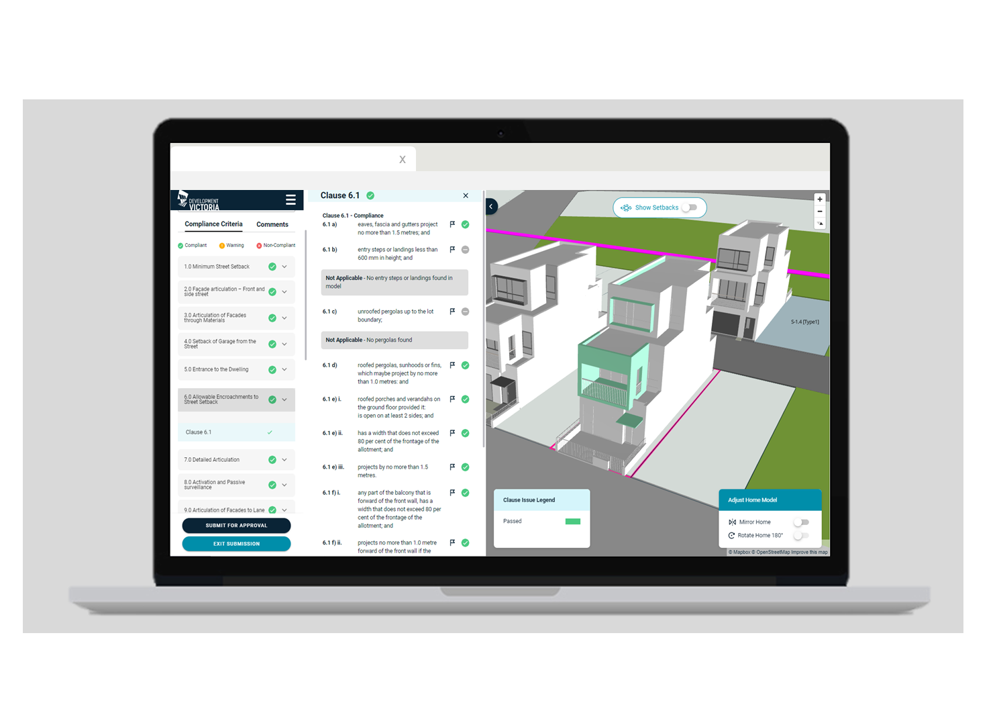 X
DEVELOPMENT
VICTORIA
Compliance Criteria
Comments
Compliant
Warning
Non-Compliant
1.0 Minimum Street Setback
2.0 Façade articulation – Front and
side street
3.0 Articulation of Facades
through Materials
4.0 Setback of Garage from the
Street
5.0 Entrance to the Dwelling
6.0 Allowable Encroachments to
Street Setback
Clause 6.1
7.0 Detailed Articulation
8.0 Activation and Passive
surveillance
9.0 Articulation of Facades to Lane
SUBMIT FOR APPROVAL
EXIT SUBMISSION
Clause 6.1
Clause 6.1 - Compliance
6.1 a) eaves, fascia and gutters project
no more than 1.5 metres; and
6.1 b) entry steps or landings less than
600 mm in height; and
Not Applicable - No entry steps or landings found in
model
6.1 c) unroofed pergolas up to the lot
boundary;
Not Applicable - No pergolas found
6.1 d) roofed pergolas, sunhoods or fins,
which maybe project by no more
than 1.0 metres: and
6.1 e) i. roofed porches and verandahs on
the ground floor provided it:
is open on at least 2 sides; and
6.1 e) ii. has a width that does not exceed
80 per cent of the frontage of the
allotment; and
6.1 e) iii. projects by no more than 1.5
metres.
6.1 f) i. any part of the balcony that is
forward of the front wall, has a
width that does not exceed 80 per
cent of the frontage of the
allotment; and
6.1 f) ii. projects no more than 1.0 metre
forward of the front wall if the
Show Setbacks
S-1.4 [Type1]
Clause Issue Legend
Passed
Adjust Home Model
Mirror Home
Rotate Home 180°
© Mapbox © OpenStreetMap Improve this map